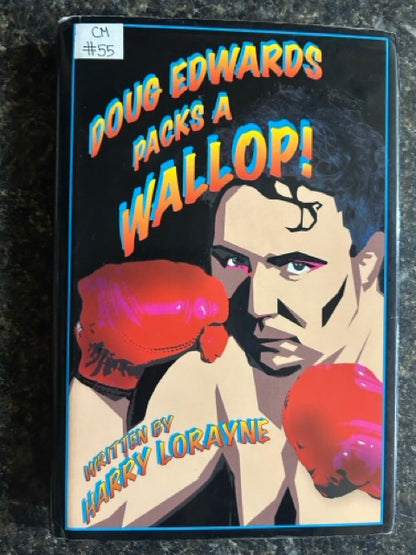 CM
#55
DOUG EDWARDS
PACKS A
WALLOP!
WRITTEN BY
HARRY LORAYNE